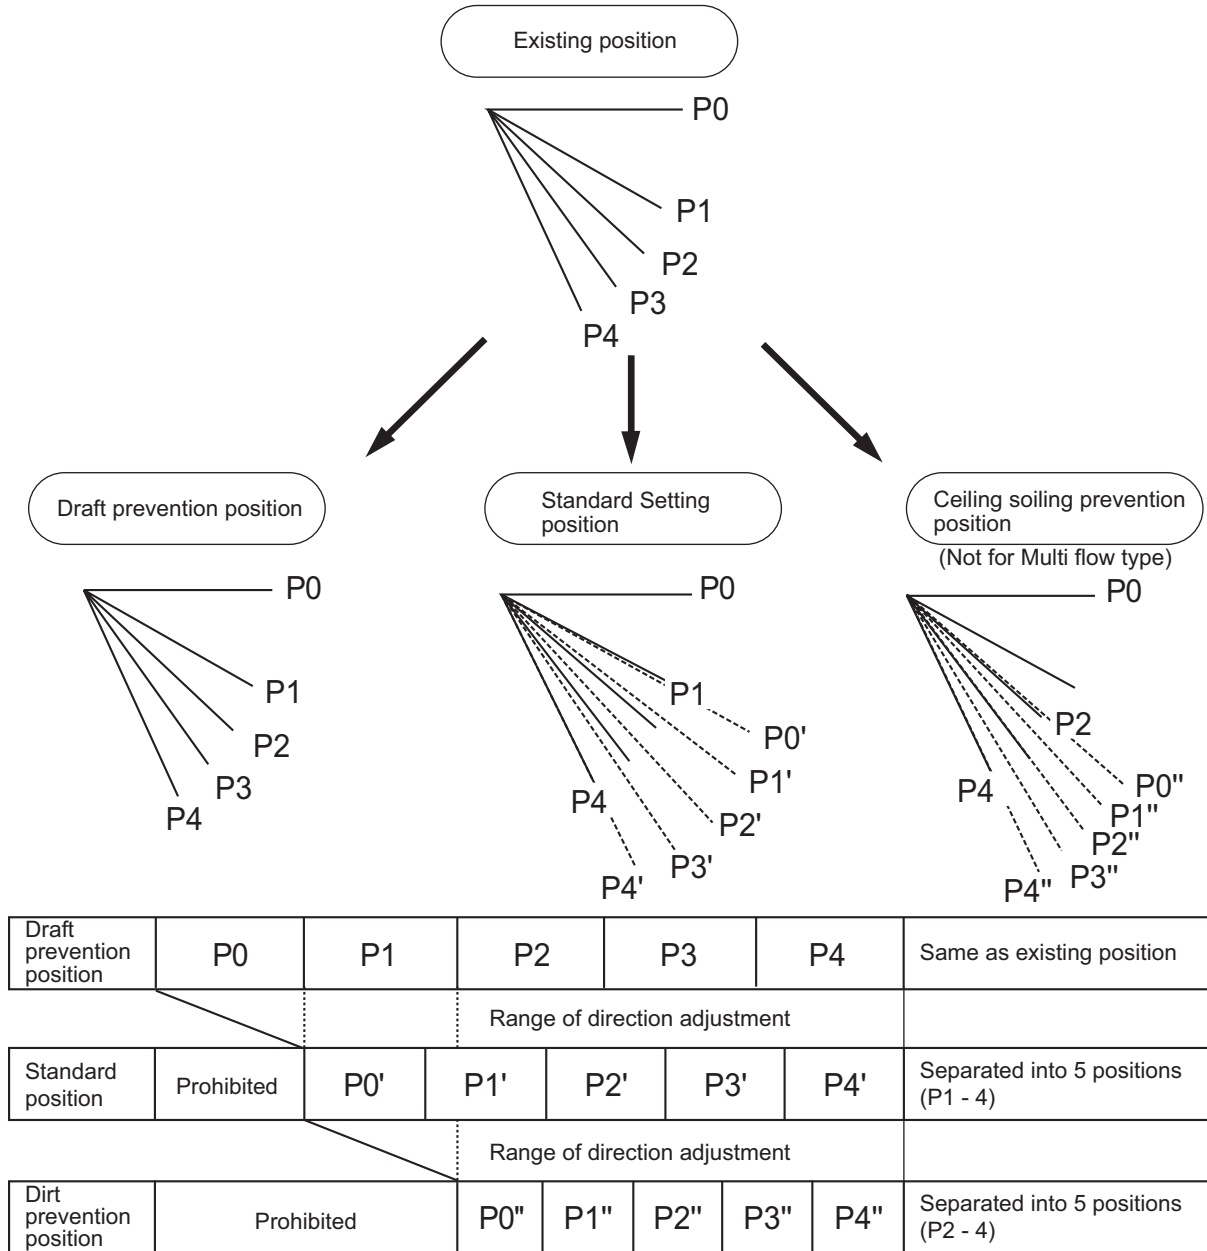 Existing position
P0
P1
P2
P3
P4
Draft prevention position
P0
P1
P2
P3
P4
Standard Setting
position
P0
P1
P0'
P1'
P4
P2'
P3'
P4'
Ceiling soiling prevention
position
(Not for Multi flow type)
P0
P2
P4
P0"
P1"
P2"
P3"
P4"
Draft
prevention
position
P0 P1 P2 P3 P4
Same as existing position
Range of direction adjustment
Standard
position
Prohibited P0' P1' P2' P3' P4'
Separated into 5 positions
(P1 - 4)
Range of direction adjustment
Dirt
prevention
position
Prohibited P0" P1" P2" P3" P4"
Separated into 5 positions
(P2 - 4)